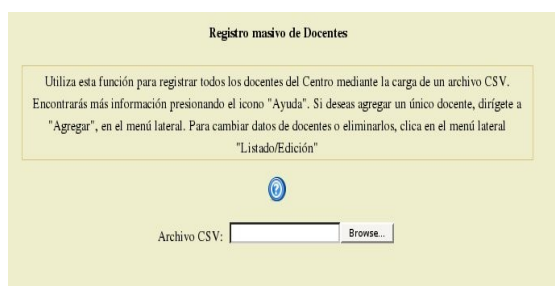 Registro masivo de Docentes
Utiliza esta función para registrar todos los docentes del Centro mediante la carga de un archivo CSV.
Encontrarás más información presionando el icono "Ayuda". Si deseas agregar un único docente, dirígete a
"Agregar", en el menú lateral. Para cambiar datos de docentes o eliminarlos, clica en el menú lateral
"Listado/Edición"
?
Archivo CSV: Browse...